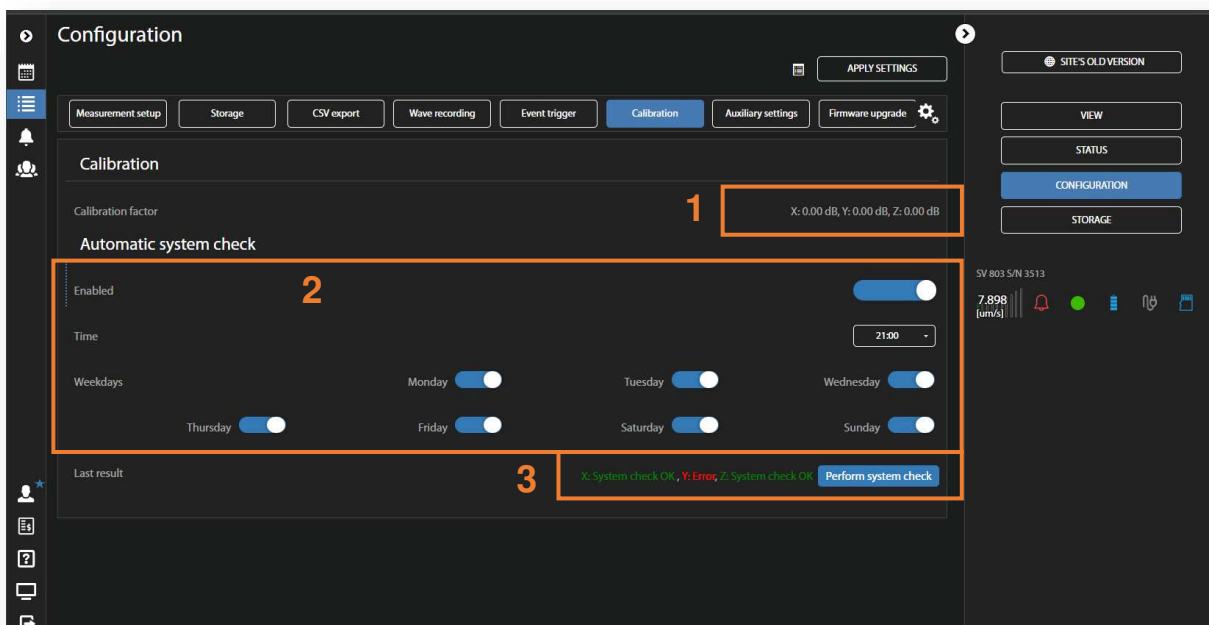 Configuration
APPLY SETTINGS
Measurement setup Storage CSV export Wave recording Event trigger Calibration Auxiliary settings Firmware upgrade
Calibration
Calibration factor 1 X: 0.00 dB, Y: 0.00 dB, Z: 0.00 dB
Automatic system check
2
Enabled
Time 21:00
Weekdays Monday Tuesday Wednesday
Thursday Friday Saturday Sunday
Last result 3 X: System check OK , Y: Error, Z: System check OK Perform system check
SITE'S OLD VERSION
VIEW
STATUS
CONFIGURATION
STORAGE
SV 803 S/N 3513
7.898
[um/s]